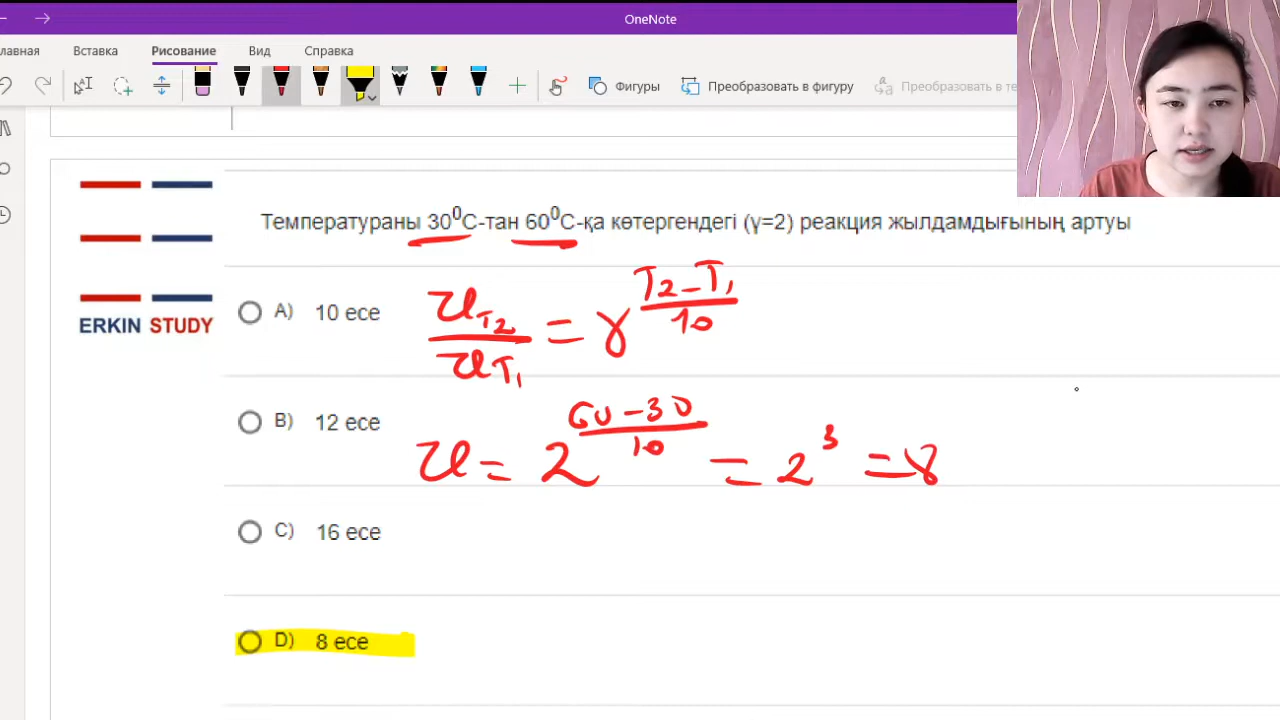 OneNote
лавная Вставка Рисование Вид Справка
Фигуры Преобразовать в фигуру Преобразовать в те
Температураны 30⁰С-тан 60⁰С-қа көтергендегі (γ=2) реакция жылдамдығының артуы
ERKIN STUDY
A) 10 есе
υT₂/υT₁ = γ^((T₂−T₁)/10)
B) 12 есе
υ = 2^((60−30)/10) = 2³ = 8
C) 16 есе
D) 8 есе